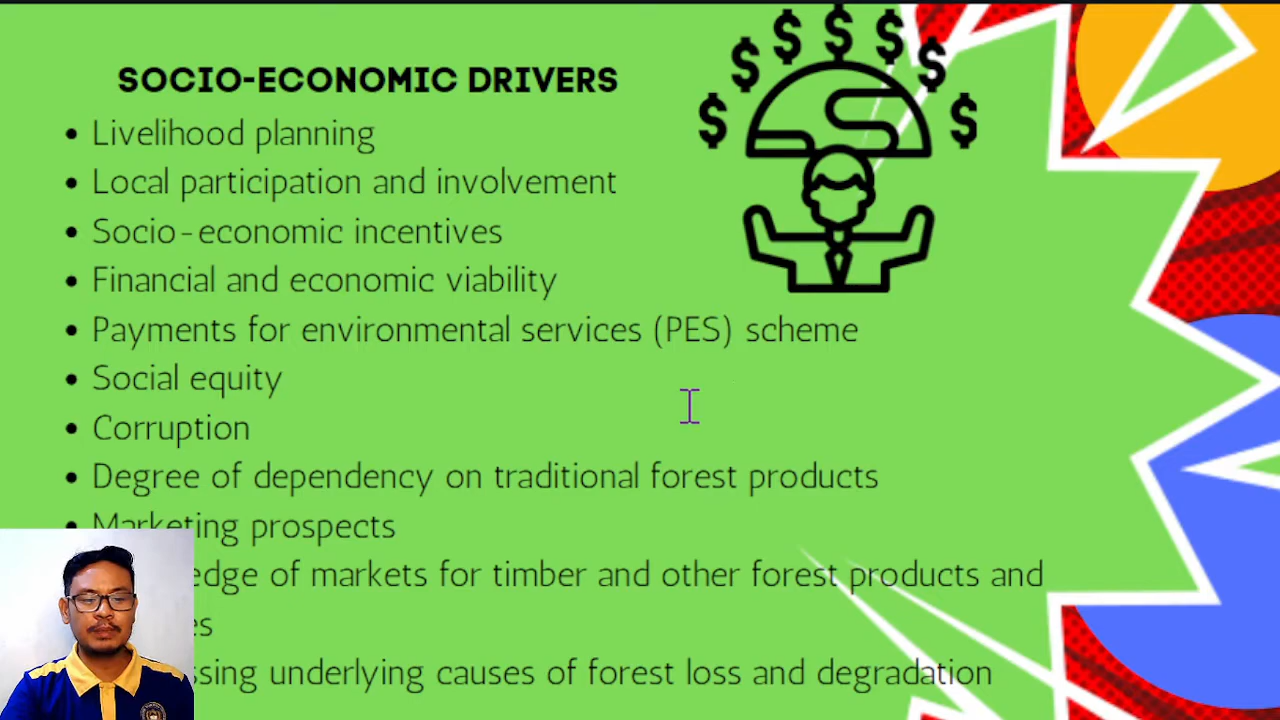 SOCIO-ECONOMIC DRIVERS
• Livelihood planning
• Local participation and involvement
• Socio-economic incentives
• Financial and economic viability
• Payments for environmental services (PES) scheme
• Social equity
• Corruption
• Degree of dependency on traditional forest products
• Marketing prospects
edge of markets for timber and other forest products and
es
ssing underlying causes of forest loss and degradation